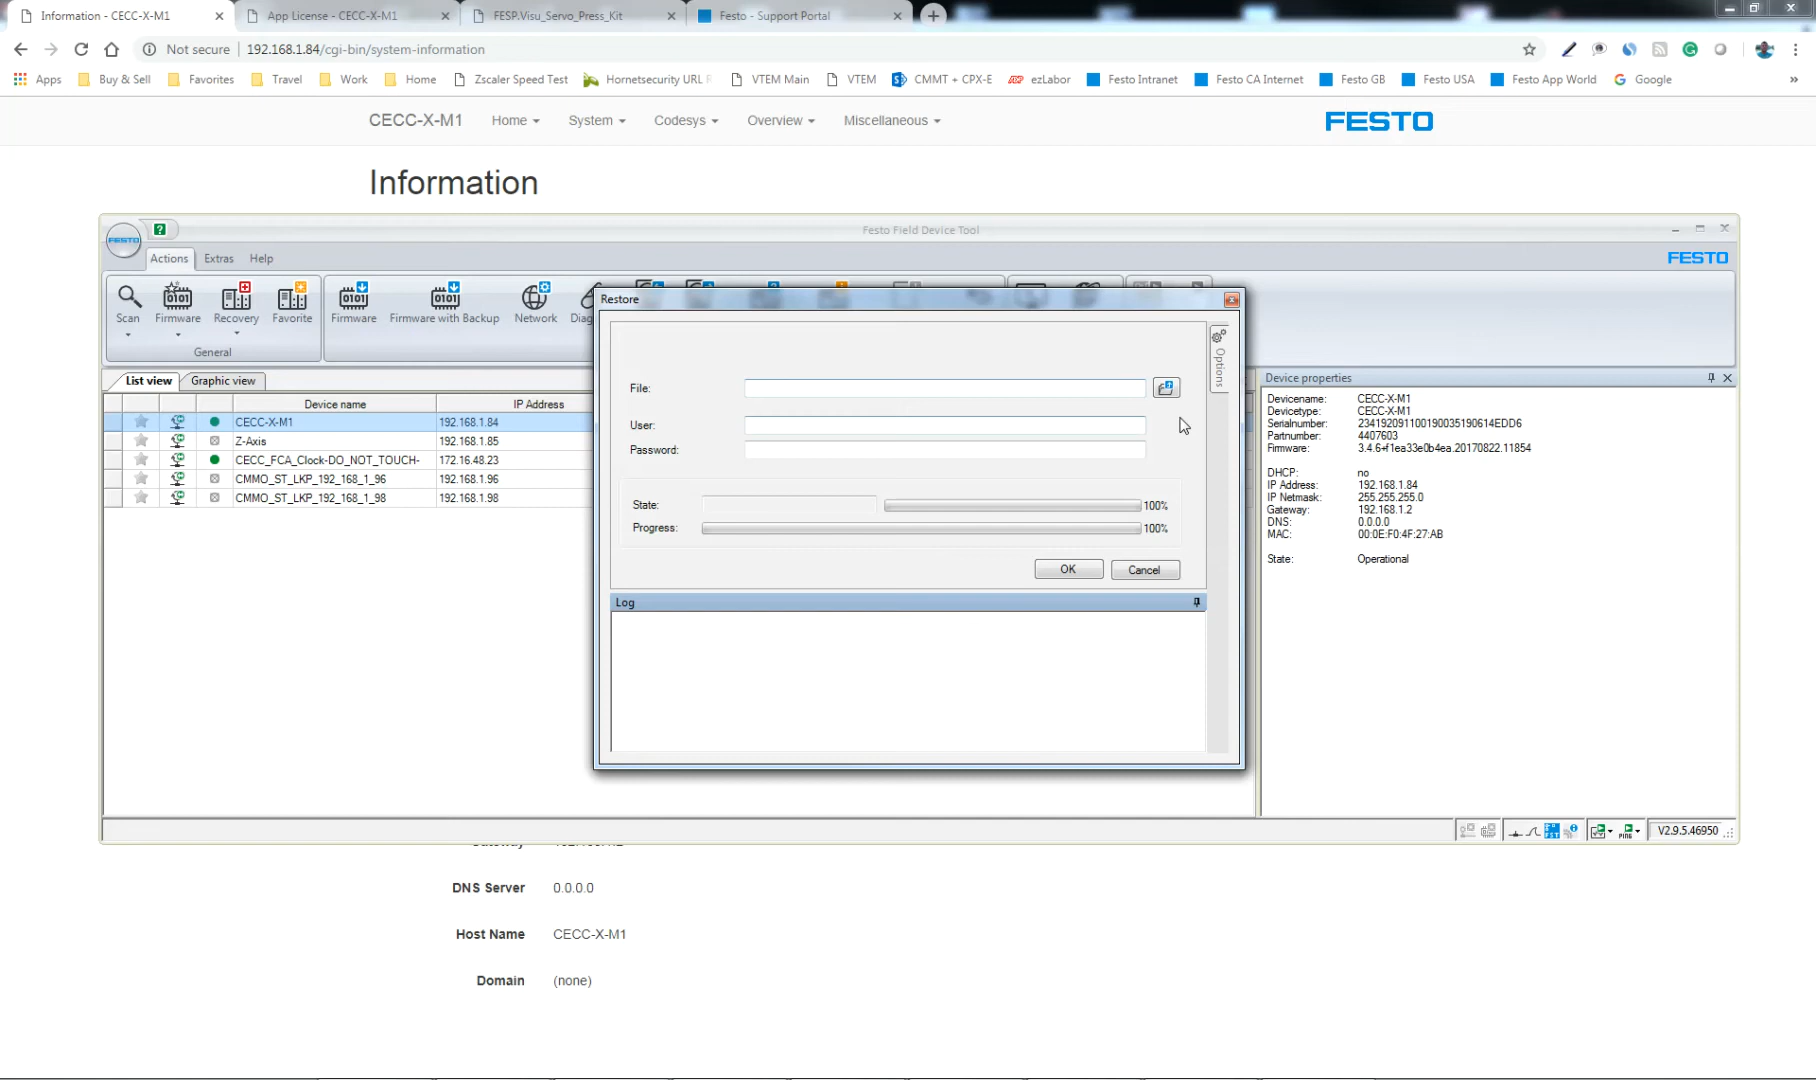 Information - CECC-X-M1
App License - CECC-X-M1
FESP.Visu_Servo_Press_Kit
Festo - Support Portal
Not secure
192.168.1.84/cgi-bin/system-information
Apps
Buy & Sell
Favorites
Travel
Work
Home
Zscaler Speed Test
Hornetsecurity URL
VTEM Main
VTEM
CMMT + CPX-E
ezLabor
Festo Intranet
Festo CA Internet
Festo GB
Festo USA
Festo App World
Google
CECC-X-M1
Home
System
Codesys
Overview
Miscellaneous
FESTO
Information
Festo Field Device Tool
FESTO
Actions
Extras
Help
FESTO
Scan
Firmware
Recovery
Favorite
Firmware
Firmware with Backup
Network
General
Restore
File:
User:
Password:
State:
100%
Progress:
100%
OK
Cancel
Options
Log
List view
Graphic view
Device name
IP Address
CECC-X-M1
192.168.1.84
Z-Axis
192.168.1.85
CECC_FCA_Clock-DO_NOT_TOUCH-
172.16.48.23
CMMO_ST_LKP_192_168_1_96
192.168.1.96
CMMO_ST_LKP_192_168_1_98
192.168.1.98
Device properties
Devicename: CECC-X-M1
Devicetype: CECC-X-M1
Serialnumber: 23419209110019003519061​4EDD6
Partnumber: 4407603
Firmware: 3.4.6+f1ea33e0b4ea.20170822.11854
DHCP: no
IP Address: 192.168.1.84
IP Netmask: 255.255.255.0
Gateway: 192.168.1.2
DNS: 0.0.0.0
MAC: 00:0E:F0:4F:27:AB
State: Operational
V2.9.5.46950
DNS Server 0.0.0.0
Host Name CECC-X-M1
Domain (none)